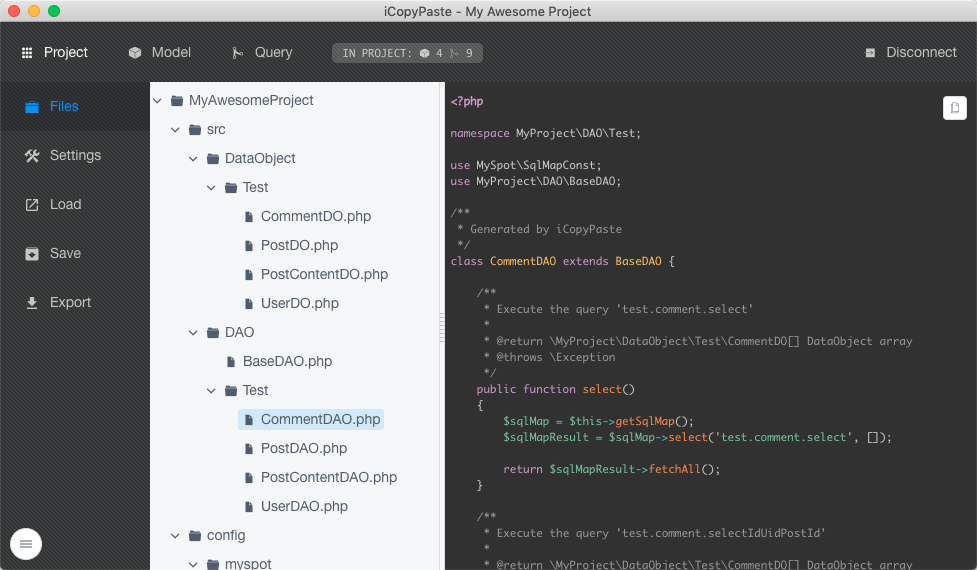 iCopyPaste - My Awesome Project
Project
Model
Query
IN PROJECT: 4 9
Disconnect
Files
Settings
Load
Save
Export
MyAwesomeProject
src
DataObject
Test
CommentDO.php
PostDO.php
PostContentDO.php
UserDO.php
DAO
BaseDAO.php
Test
CommentDAO.php
PostDAO.php
PostContentDAO.php
UserDAO.php
config
myspot
<?php
namespace MyProject\DAO\Test;
use MySpot\SqlMapConst;
use MyProject\DAO\BaseDAO;
/**
* Generated by iCopyPaste
*/
class CommentDAO extends BaseDAO {
/**
* Execute the query 'test.comment.select'
*
* @return \MyProject\DataObject\Test\CommentDO[] DataObject array
* @throws \Exception
*/
public function select()
{
$sqlMap = $this->getSqlMap();
$sqlMapResult = $sqlMap->select('test.comment.select', []);
return $sqlMapResult->fetchAll();
}
/**
* Execute the query 'test.comment.selectIdUidPostId'
*
* @return \MyProject\DataObject\Test\CommentDO[] DataObject array